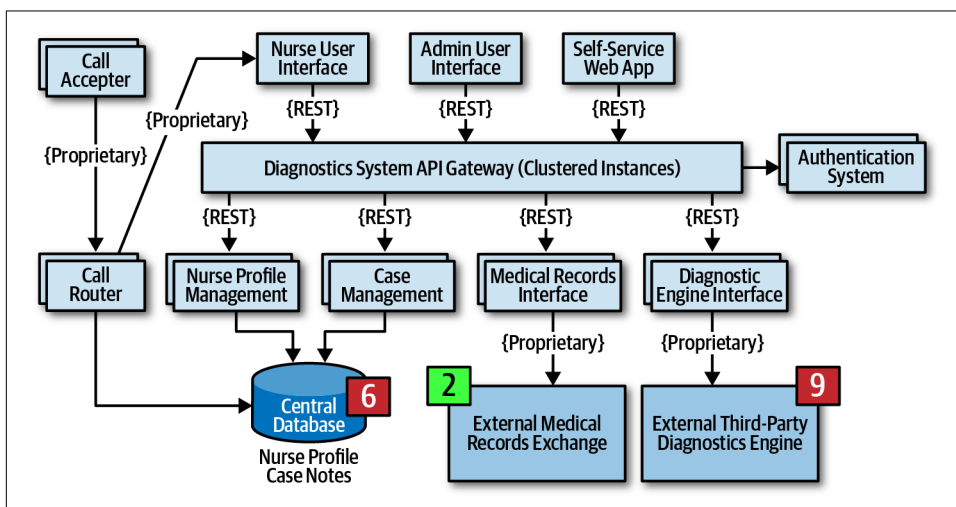 Call
Accepter
Nurse User
Interface
Admin User
Interface
Self-Service
Web App
{REST}
{REST}
{REST}
{Proprietary}
{Proprietary}
Diagnostics System API Gateway (Clustered Instances)
Authentication
System
{REST}
{REST}
{REST}
{REST}
Call
Router
Nurse Profile
Management
Case
Management
Medical Records
Interface
Diagnostic
Engine Interface
{Proprietary}
{Proprietary}
Central
Database
6
2
External Medical
Records Exchange
9
External Third-Party
Diagnostics Engine
Nurse Profile
Case Notes